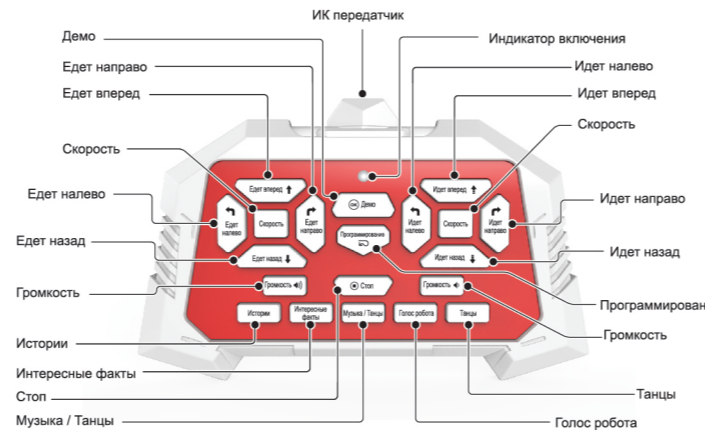 ИК передатчик
Демо
Индикатор включения
Едет направо
Идет налево
Едет вперед
Идет вперед
Скорость
Скорость
Едет налево
Идет направо
Едет назад
Идет назад
Громкость
Программирован
Громкость
Истории
Интересные факты
Стоп
Танцы
Музыка / Танцы
Голос робота
Едет вперед
Идет вперед
Едет
налево
Скорость
Едет
направо
OK Демо
Идет
налево
Скорость
Идет
направо
Программирование
Едет назад
Идет назад
Громкость
Стоп
Громкость
Истории
Интересные
факты
Музыка / Танцы
Голос робота
Танцы